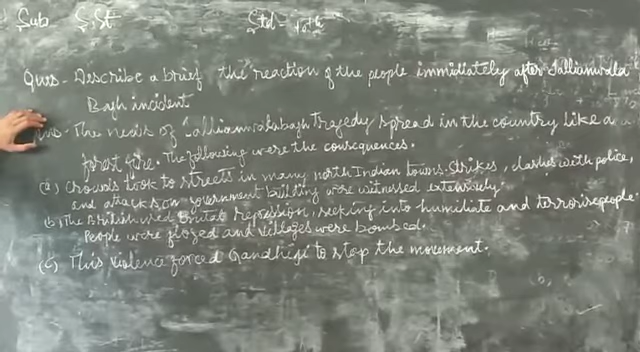 Sub S.St Std - 10th
Ques - Describe a brief the reaction of the people immediately after Jallianwalla
Bagh incident
Ans - The news of Jallianwalabagh tragedy spread in the country like a
forest fire. The following were the consequences.
(a) Crowds took to streets in many north Indian towns. Strikes, clashes with police,
and attacks on government building were witnessed extensively.
(b) The British used brutal repression, seeking into humiliate and terrorise people.
People were flozed and villages were bombed.
(c) This violence forced Gandhiji to stop the movement.